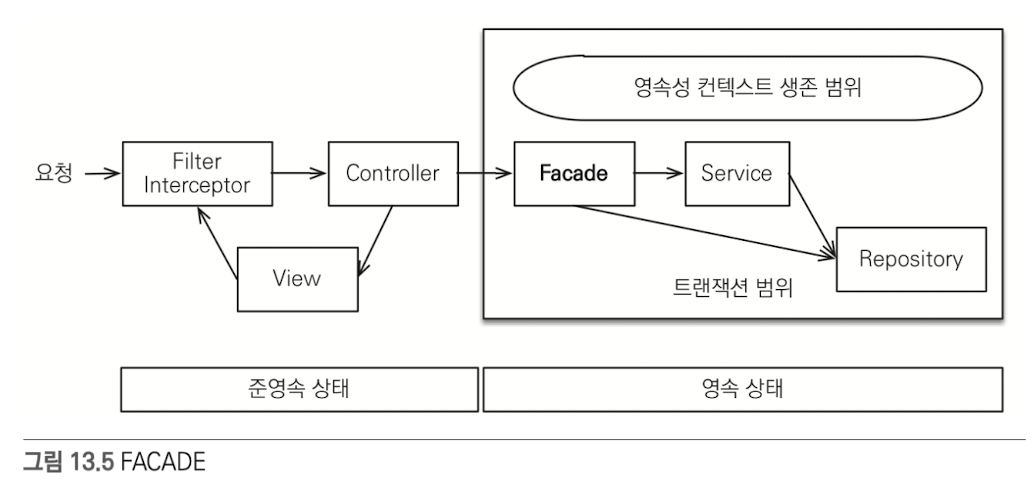 영속성 컨텍스트 생존 범위
요청
Filter
Interceptor
Controller
Facade
Service
View
Repository
트랜잭션 범위
준영속 상태
영속 상태
그림 13.5 FACADE